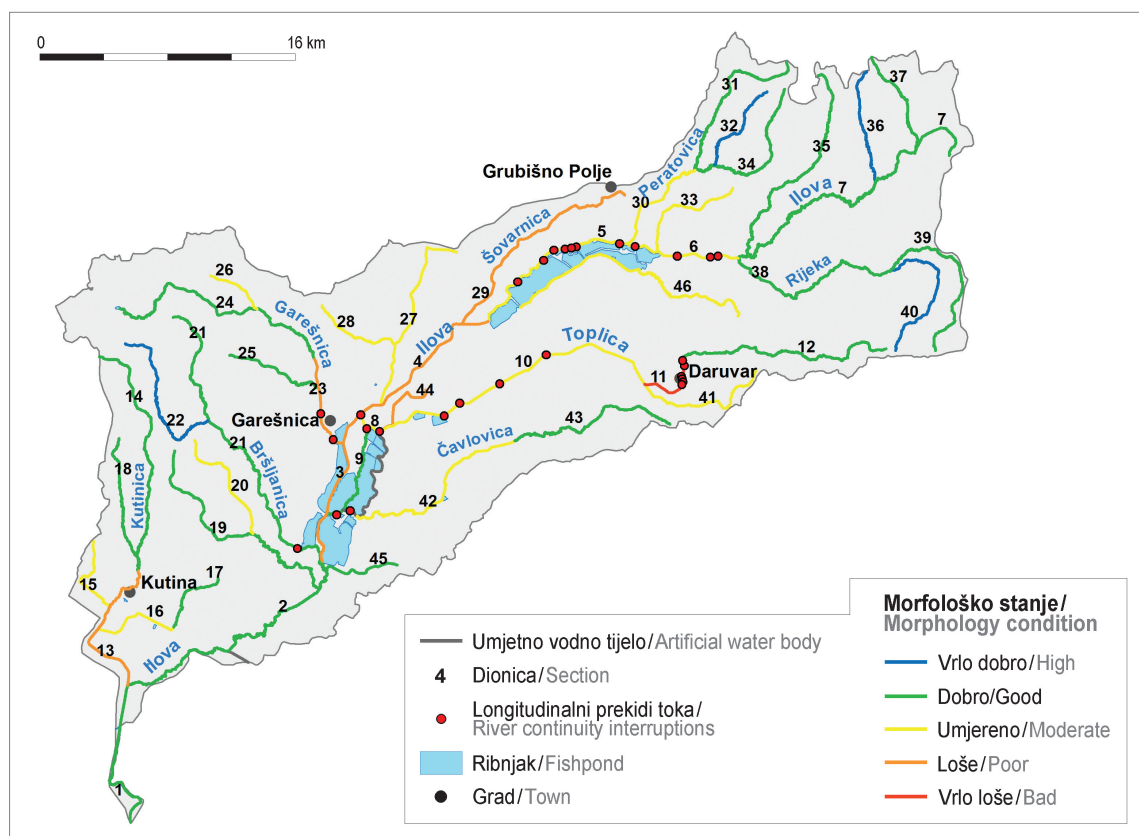 0 16 km
37
31
7
32
36
35
34
Peratovica
Grubišno Polje
Ilova
7
30
33
Šovarnica
5
6
39
38
Rijeka
26
46
29
24
Garešnica
40
28
27
21
Ilova
Toplica
12
25
4
10
11
Daruvar
14
23
44
41
22
Garešnica
8
43
21
Čavlovica
18
Kutinica
Bršljanica
9
3
20
42
19
45
17
15
Kutina
2
16
13
Ilova
1
Umjetno vodno tijelo/Artificial water body
4 Dionica/Section
Longitudinalni prekidi toka/
River continuity interruptions
Ribnjak/Fishpond
Grad/Town
Morfološko stanje/
Morphology condition
Vrlo dobro/High
Dobro/Good
Umjereno/Moderate
Loše/Poor
Vrlo loše/Bad